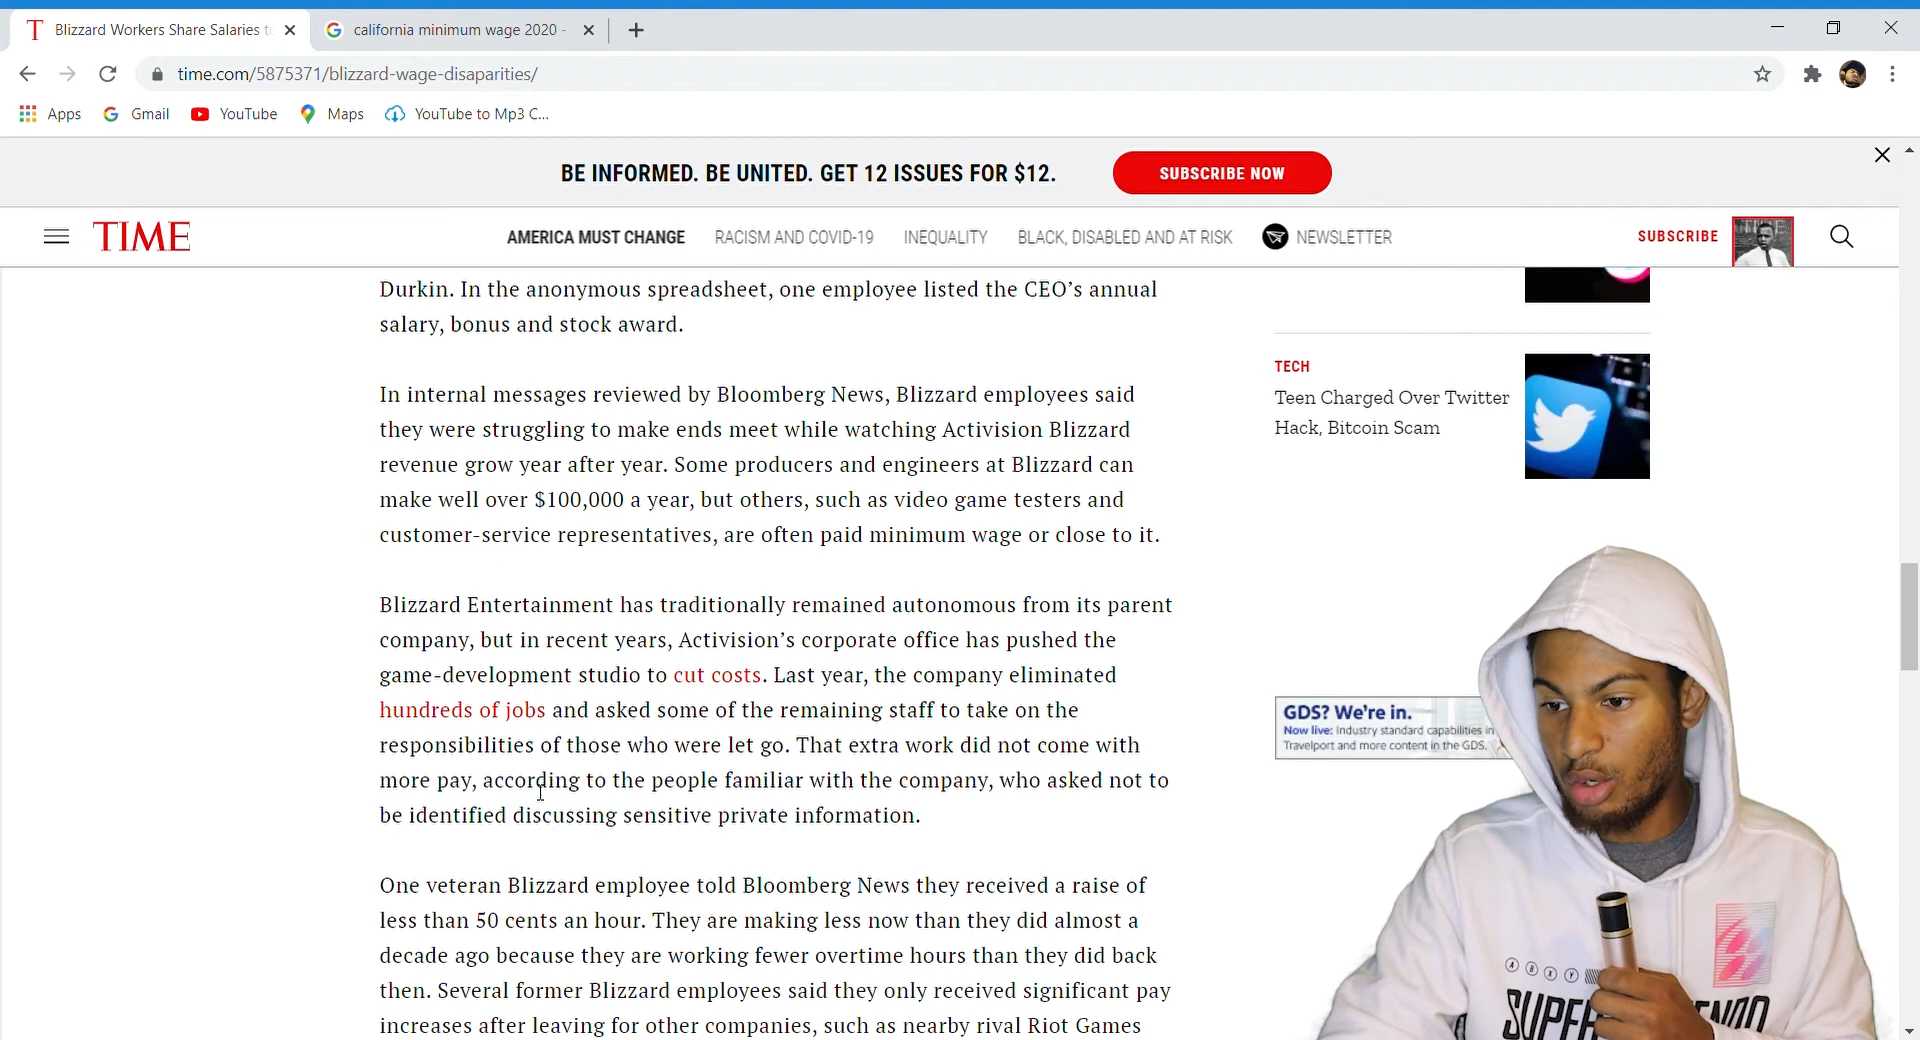 Blizzard Workers Share Salaries to
california minimum wage 2020 -
time.com/5875371/blizzard-wage-disparities/
Apps
Gmail
YouTube
Maps
YouTube to Mp3 C...
BE INFORMED. BE UNITED. GET 12 ISSUES FOR $12.
SUBSCRIBE NOW
TIME
AMERICA MUST CHANGE
RACISM AND COVID-19
INEQUALITY
BLACK, DISABLED AND AT RISK
NEWSLETTER
SUBSCRIBE
Durkin. In the anonymous spreadsheet, one employee listed the CEO’s annual
salary, bonus and stock award.
In internal messages reviewed by Bloomberg News, Blizzard employees said
they were struggling to make ends meet while watching Activision Blizzard
revenue grow year after year. Some producers and engineers at Blizzard can
make well over $100,000 a year, but others, such as video game testers and
customer-service representatives, are often paid minimum wage or close to it.
Blizzard Entertainment has traditionally remained autonomous from its parent
company, but in recent years, Activision’s corporate office has pushed the
game-development studio to cut costs. Last year, the company eliminated
hundreds of jobs and asked some of the remaining staff to take on the
responsibilities of those who were let go. That extra work did not come with
more pay, according to the people familiar with the company, who asked not to
be identified discussing sensitive private information.
One veteran Blizzard employee told Bloomberg News they received a raise of
less than 50 cents an hour. They are making less now than they did almost a
decade ago because they are working fewer overtime hours than they did back
then. Several former Blizzard employees said they only received significant pay
increases after leaving for other companies, such as nearby rival Riot Games
TECH
Teen Charged Over Twitter
Hack, Bitcoin Scam
GDS? We're in.
Now live: Industry standard capabilities in
Travelport and more content in the GDS.
A B X Y